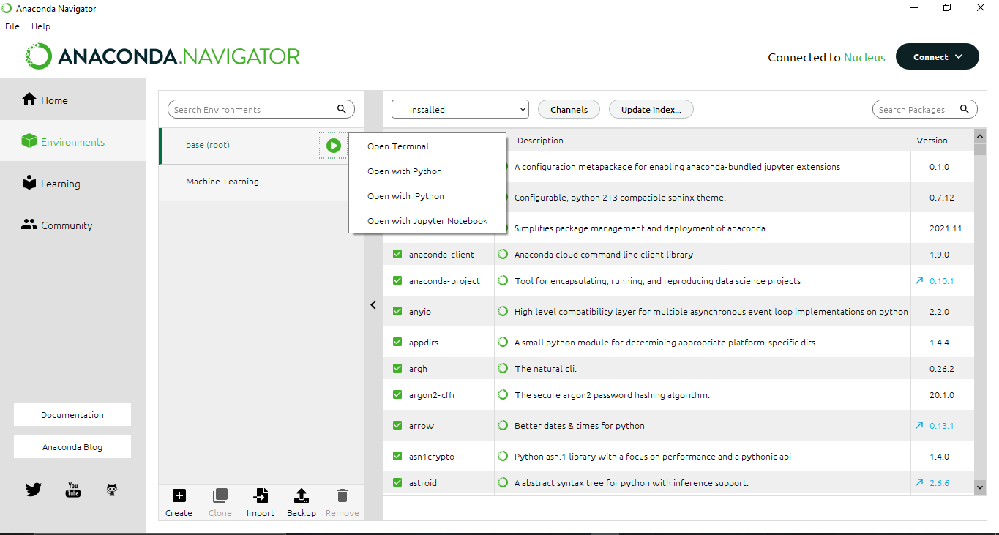 Anaconda Navigator
File Help
ANACONDA.NAVIGATOR
Connected to Nucleus
Connect
Home
Environments
Learning
Community
Documentation
Anaconda Blog
You Tube
Search Environments
base (root)
Machine-Learning
Open Terminal
Open with Python
Open with IPython
Open with Jupyter Notebook
Create Clone Import Backup Remove
Installed Channels Update index... Search Packages
Description Version
A configuration metapackage for enabling anaconda-bundled jupyter extensions 0.1.0
Configurable, python 2+3 compatible sphinx theme. 0.7.12
Simplifies package management and deployment of anaconda 2021.11
anaconda-client Anaconda cloud command line client library 1.9.0
anaconda-project Tool for encapsulating, running, and reproducing data science projects 0.10.1
anyio High level compatibility layer for multiple asynchronous event loop implementations on python 2.2.0
appdirs A small python module for determining appropriate platform-specific dirs. 1.4.4
argh The natural cli. 0.26.2
argon2-cffi The secure argon2 password hashing algorithm. 20.1.0
arrow Better dates & times for python 0.13.1
asn1crypto Python asn.1 library with a focus on performance and a pythonic api 1.4.0
astroid A abstract syntax tree for python with inference support. 2.6.6